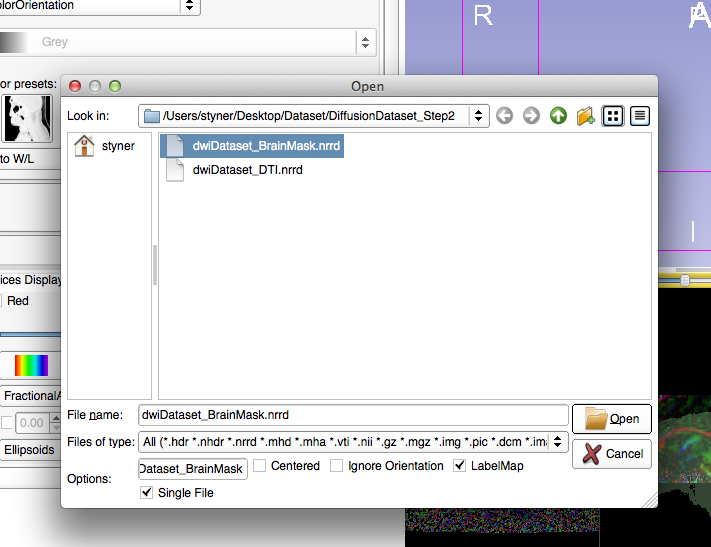 olorOrientation
Grey
or presets:
to W/L
ices Display
Red
FractionalA
0.00
Ellipsoids
R
A
I
Open
Look in:
/Users/styner/Desktop/Dataset/DiffusionDataset_Step2
styner
dwiDataset_BrainMask.nrrd
dwiDataset_DTI.nrrd
File name:
dwiDataset_BrainMask.nrrd
Open
Files of type:
All (*.hdr *.nhdr *.nrrd *.mhd *.mha *.vti *.nii *.gz *.mgz *.img *.pic *.dcm *.ima
Cancel
Options:
Dataset_BrainMask
Centered
Ignore Orientation
LabelMap
Single File